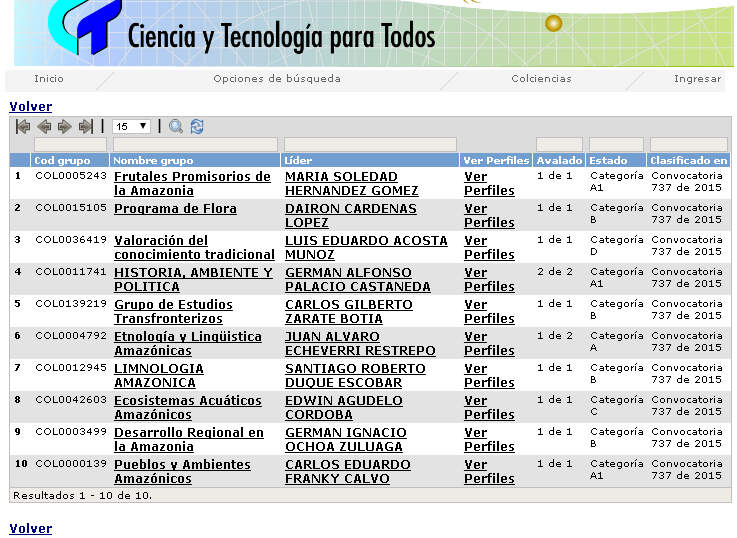 Ciencia y Tecnología para Todos
Inicio Opciones de búsqueda Colciencias Ingresar
Volver
15
Cod grupo Nombre grupo Líder Ver Perfiles Avalado Estado Clasificado en
1 COL0005243 Frutales Promisorios de MARIA SOLEDAD Ver 1 de 1 Categoría Convocatoria
la Amazonia HERNANDEZ GOMEZ Perfiles A1 737 de 2015
2 COL0015105 Programa de Flora DAIRON CARDENAS Ver 1 de 1 Categoría Convocatoria
LOPEZ Perfiles B 737 de 2015
3 COL0036419 Valoración del LUIS EDUARDO ACOSTA Ver 1 de 1 Categoría Convocatoria
conocimiento tradicional MUNOZ Perfiles D 737 de 2015
4 COL0011741 HISTORIA, AMBIENTE Y GERMAN ALFONSO Ver 2 de 2 Categoría Convocatoria
POLITICA PALACIO CASTANEDA Perfiles A 737 de 2015
5 COL0139219 Grupo de Estudios CARLOS GILBERTO Ver 1 de 1 Categoría Convocatoria
Transfronterizos ZARATE BOTIA Perfiles B 737 de 2015
6 COL0004792 Etnología y Lingüistica JUAN ALVARO Ver 1 de 2 Categoría Convocatoria
Amazónicas ECHEVERRI RESTREPO Perfiles A 737 de 2015
7 COL0012945 LIMNOLOGIA SANTIAGO ROBERTO Ver 1 de 1 Categoría Convocatoria
AMAZONICA DUQUE ESCOBAR Perfiles B 737 de 2015
8 COL0042603 Ecosistemas Acuáticos EDWIN AGUDELO Ver 1 de 1 Categoría Convocatoria
Amazónicos CORDOBA Perfiles C 737 de 2015
9 COL0003499 Desarrollo Regional en GERMAN IGNACIO Ver 1 de 1 Categoría Convocatoria
la Amazonia OCHOA ZULUAGA Perfiles B 737 de 2015
10 COL0000139 Pueblos y Ambientes CARLOS EDUARDO Ver 1 de 1 Categoría Convocatoria
Amazónicos FRANKY CALVO Perfiles A1 737 de 2015
Resultados 1 - 10 de 10.
Volver